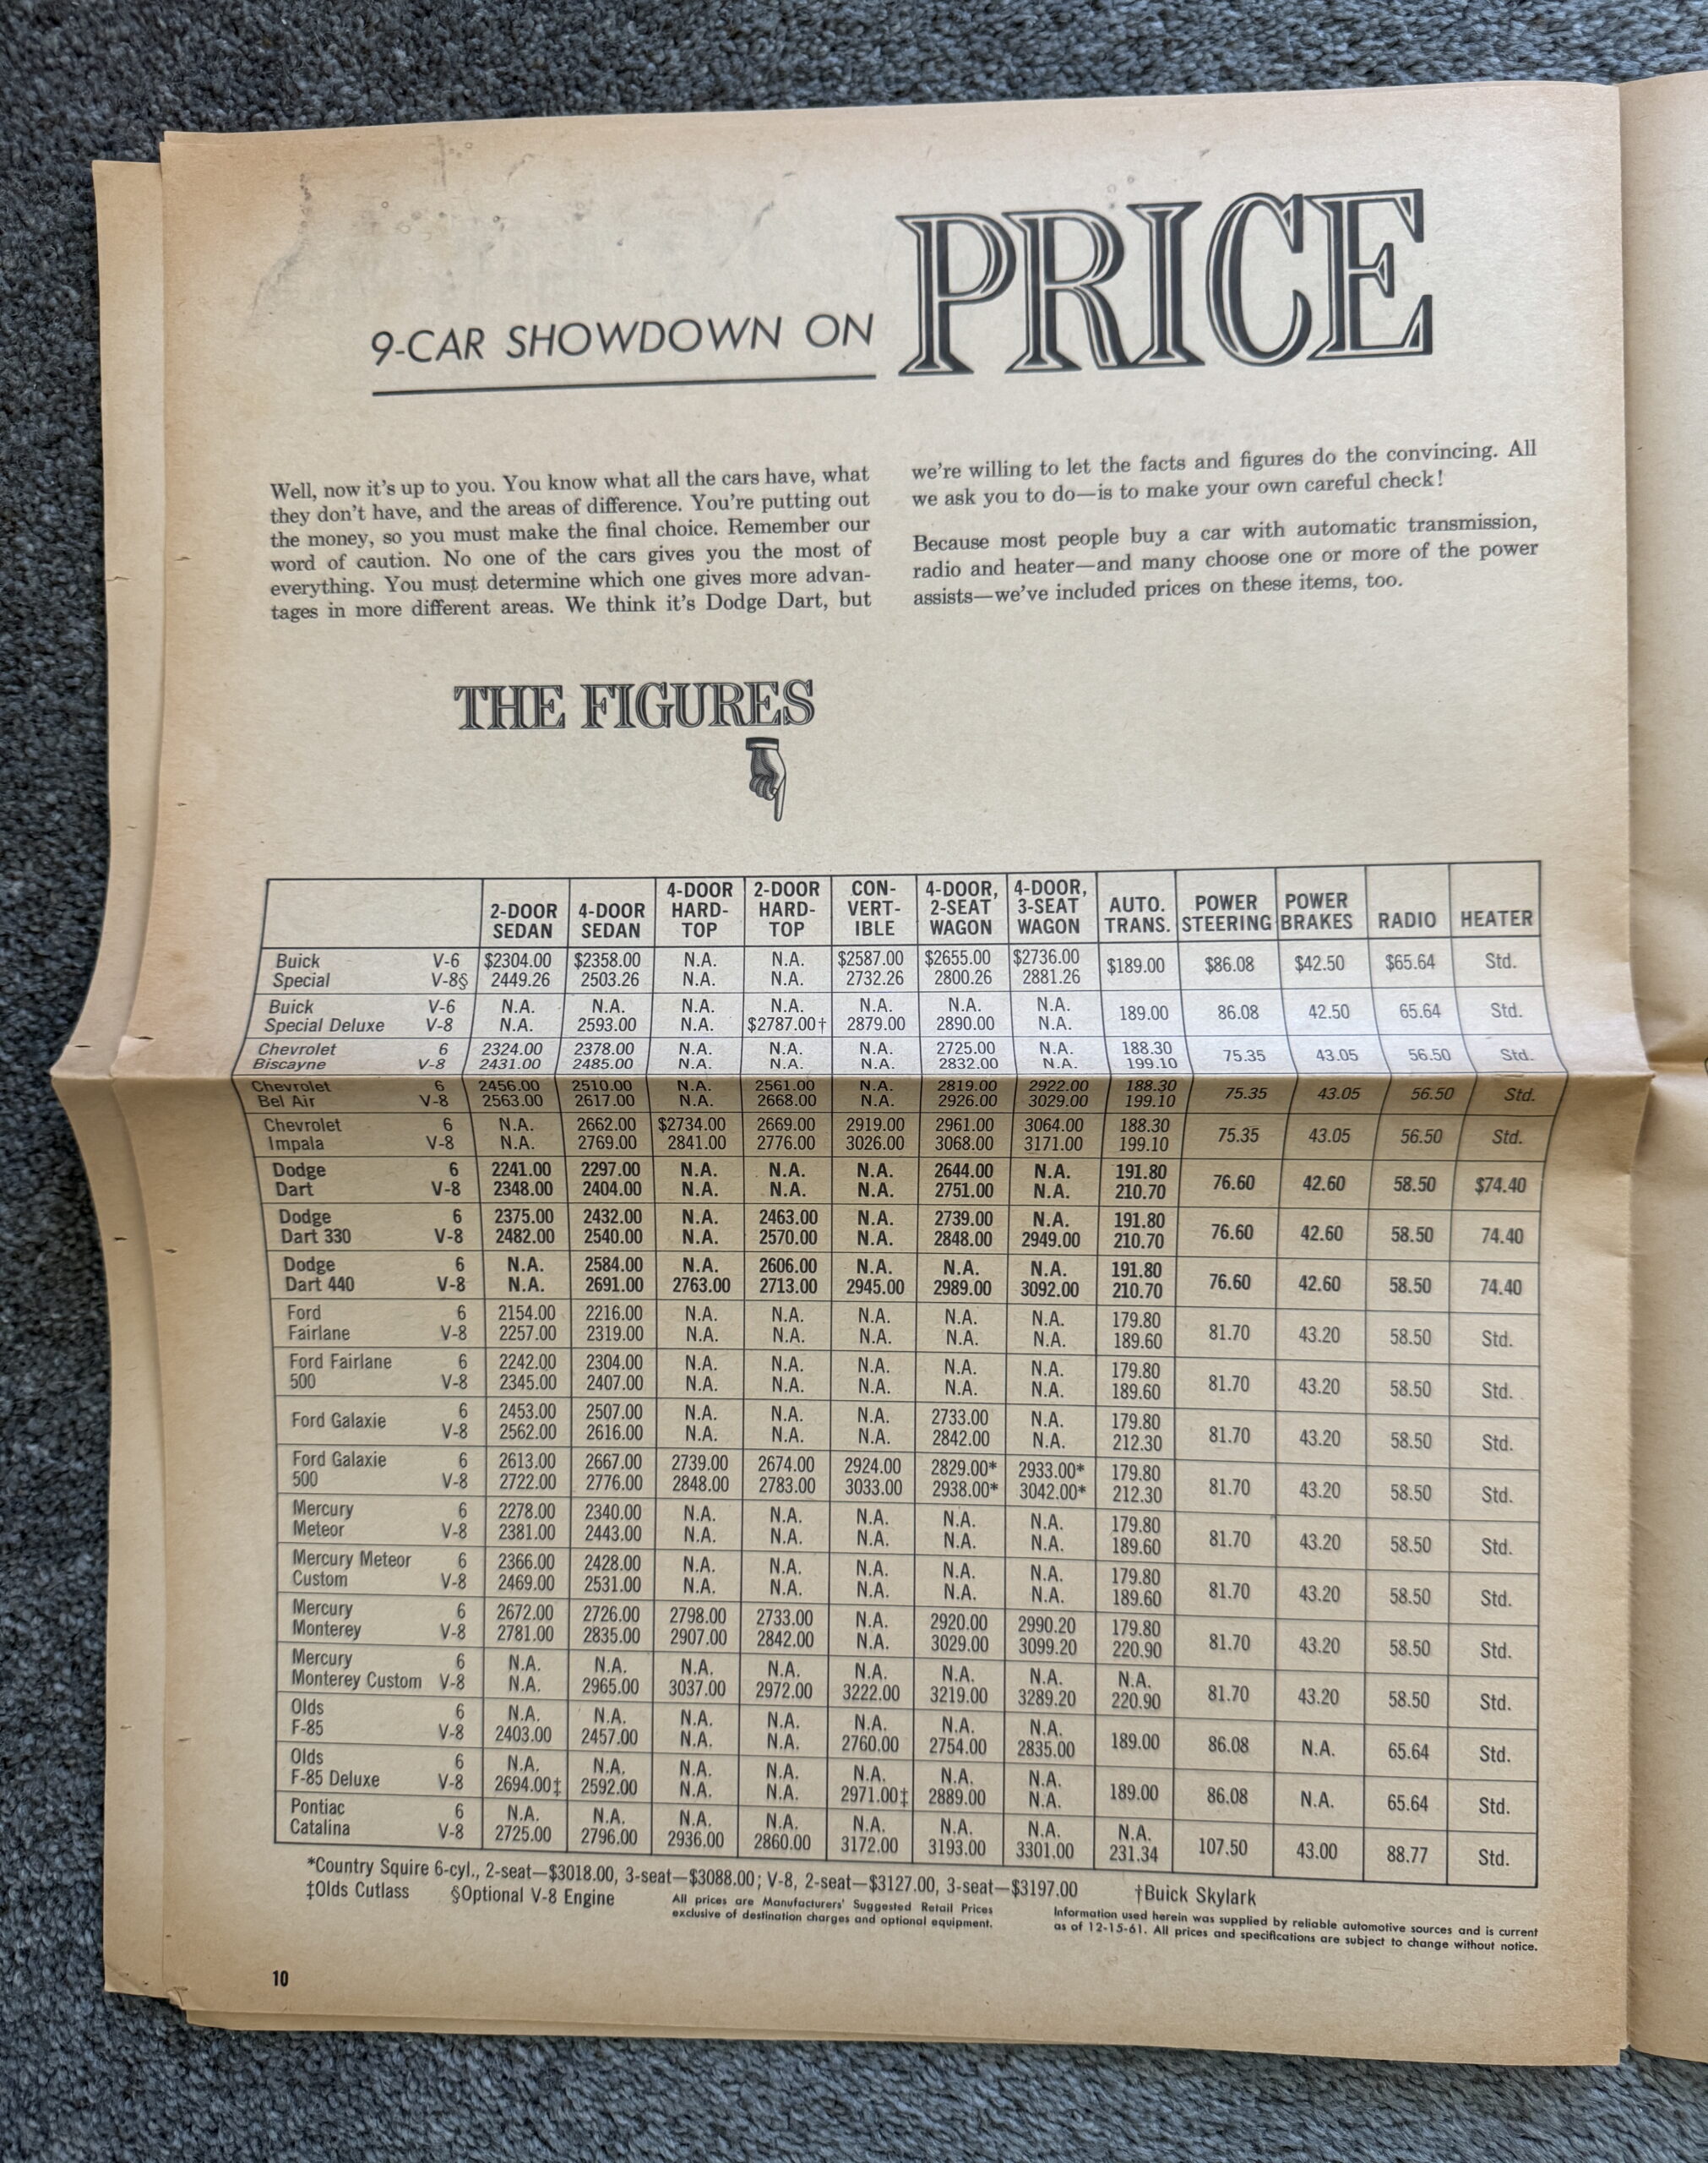 9-CAR SHOWDOWN ON PRICE
Well, now it's up to you. You know what all the cars have, what
they don't have, and the areas of difference. You're putting out
the money, so you must make the final choice. Remember our
word of caution. No one of the cars gives you the most of
everything. You must determine which one gives more advan-
tages in more different areas. We think it's Dodge Dart, but
we're willing to let the facts and figures do the convincing. All
we ask you to do—is to make your own careful check!
Because most people buy a car with automatic transmission,
radio and heater—and many choose one or more of the power
assists—we've included prices on these items, too.
THE FIGURES
2-DOOR SEDAN 4-DOOR SEDAN 4-DOOR HARD-TOP 2-DOOR HARD-TOP CON-VERT-IBLE 4-DOOR, 2-SEAT WAGON 4-DOOR, 3-SEAT WAGON AUTO. TRANS. POWER STEERING POWER BRAKES RADIO HEATER
Buick V-6 $2304.00 $2358.00 N.A. N.A. $2587.00 $2655.00 $2736.00 $189.00 $86.08 $42.50 $65.64 Std.
Special V-8§ 2449.26 2503.26 N.A. N.A. 2732.26 2800.26 2881.26
Buick V-6 N.A. N.A. N.A. N.A. N.A. N.A. N.A. 189.00 86.08 42.50 65.64 Std.
Special Deluxe V-8 N.A. 2593.00 N.A. $2787.00† 2879.00 2890.00 N.A.
Chevrolet 6 2324.00 2378.00 N.A. N.A. N.A. 2725.00 N.A. 188.30 75.35 43.05 56.50 Std.
Biscayne V-8 2431.00 2485.00 N.A. N.A. N.A. 2832.00 N.A. 199.10
Chevrolet 6 2456.00 2510.00 N.A. 2561.00 N.A. 2819.00 2922.00 188.30 75.35 43.05 56.50 Std.
Bel Air V-8 2563.00 2617.00 N.A. 2668.00 N.A. 2926.00 3029.00 199.10
Chevrolet 6 N.A. 2662.00 $2734.00 2669.00 2919.00 2961.00 3064.00 188.30 75.35 43.05 56.50 Std.
Impala V-8 N.A. 2769.00 2841.00 2776.00 3026.00 3068.00 3171.00 199.10
Dodge 6 2241.00 2297.00 N.A. N.A. N.A. 2644.00 N.A. 191.80 76.60 42.60 58.50 $74.40
Dart V-8 2348.00 2404.00 N.A. N.A. N.A. 2751.00 N.A. 210.70
Dodge 6 2375.00 2432.00 N.A. 2463.00 N.A. 2739.00 N.A. 191.80 76.60 42.60 58.50 74.40
Dart 330 V-8 2482.00 2540.00 N.A. 2570.00 N.A. 2848.00 2949.00 210.70
Dodge 6 N.A. 2584.00 N.A. 2606.00 N.A. N.A. N.A. 191.80 76.60 42.60 58.50 74.40
Dart 440 V-8 N.A. 2691.00 2763.00 2713.00 2945.00 2989.00 3092.00 210.70
Ford 6 2154.00 2216.00 N.A. N.A. N.A. N.A. N.A. 179.80 81.70 43.20 58.50 Std.
Fairlane V-8 2257.00 2319.00 N.A. N.A. N.A. N.A. N.A. 189.60
Ford Fairlane 6 2242.00 2304.00 N.A. N.A. N.A. N.A. N.A. 179.80 81.70 43.20 58.50 Std.
500 V-8 2345.00 2407.00 N.A. N.A. N.A. N.A. N.A. 189.60
Ford Galaxie 6 2453.00 2507.00 N.A. N.A. N.A. 2733.00 N.A. 179.80 81.70 43.20 58.50 Std.
V-8 2562.00 2616.00 N.A. N.A. N.A. 2842.00 N.A. 212.30
Ford Galaxie 6 2613.00 2667.00 2739.00 2674.00 2924.00 2829.00* 2933.00* 179.80 81.70 43.20 58.50 Std.
500 V-8 2722.00 2776.00 2848.00 2783.00 3033.00 2938.00* 3042.00* 212.30
Mercury 6 2278.00 2340.00 N.A. N.A. N.A. N.A. N.A. 179.80 81.70 43.20 58.50 Std.
Meteor V-8 2381.00 2443.00 N.A. N.A. N.A. N.A. N.A. 189.60
Mercury Meteor 6 2366.00 2428.00 N.A. N.A. N.A. N.A. N.A. 179.80 81.70 43.20 58.50 Std.
Custom V-8 2469.00 2531.00 N.A. N.A. N.A. N.A. N.A. 189.60
Mercury 6 2672.00 2726.00 2798.00 2733.00 N.A. 2920.00 2990.20 179.80 81.70 43.20 58.50 Std.
Monterey V-8 2781.00 2835.00 2907.00 2842.00 N.A. 3029.00 3099.20 220.90
Mercury 6 N.A. N.A. N.A. N.A. N.A. N.A. N.A. N.A. 81.70 43.20 58.50 Std.
Monterey Custom V-8 N.A. 2965.00 3037.00 2972.00 3222.00 3219.00 3289.20 220.90
Olds 6 N.A. N.A. N.A. N.A. N.A. N.A. N.A. 189.00 86.08 N.A. 65.64 Std.
F-85 V-8 2403.00 2457.00 N.A. N.A. 2760.00 2754.00 2835.00
Olds 6 N.A. N.A. N.A. N.A. N.A. N.A. N.A. 189.00 86.08 N.A. 65.64 Std.
F-85 Deluxe V-8 2694.00‡ 2592.00 N.A. N.A. 2971.00‡ 2889.00 N.A.
Pontiac 6 N.A. N.A. N.A. N.A. N.A. N.A. N.A. N.A. 107.50 43.00 88.77 Std.
Catalina V-8 2725.00 2796.00 2936.00 2860.00 3172.00 3193.00 3301.00 231.34
*Country Squire 6-cyl., 2-seat—$3018.00, 3-seat—$3088.00; V-8, 2-seat—$3127.00, 3-seat—$3197.00 †Buick Skylark
‡Olds Cutlass §Optional V-8 Engine
All prices are Manufacturers' Suggested Retail Prices
exclusive of destination charges and optional equipment.
Information used herein was supplied by reliable automotive sources and is current
as of 12-15-61. All prices and specifications are subject to change without notice.
10